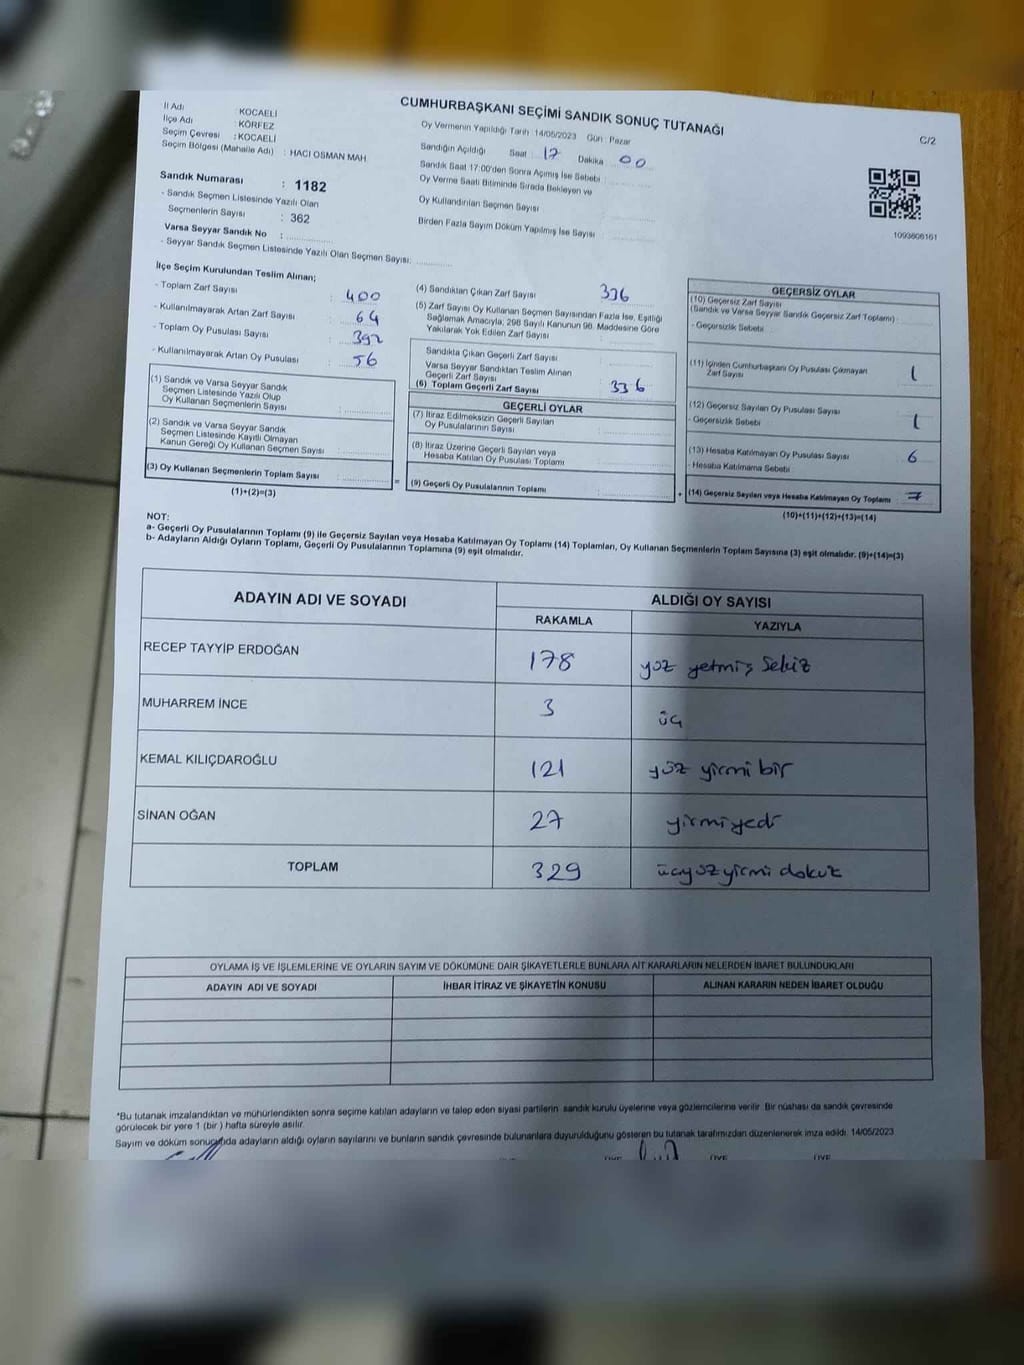 CUMHURBAŞKANI SEÇİMİ SANDIK SONUÇ TUTANAĞI
C/2
İl Adı : KOCAELİ
İlçe Adı : KÖRFEZ
Seçim Çevresi : KOCAELİ
Seçim Bölgesi (Mahalle Adı) : HACI OSMAN MAH
Oy Vermenin Yapıldığı Tarih : 14/05/2023 Gün : Pazar
Sandığın Açıldığı Saat : 17 Dakika : 00
Sandık Saat 17:00'den Sonra Açılmış İse Sebebi :
Oy Verme Saati Bitiminde Sırada Bekleyen ve
Oy Kullandırılan Seçmen Sayısı
Birden Fazla Sayım Döküm Yapılmış İse Sayısı :
1093606161
Sandık Numarası : 1182
- Sandık Seçmen Listesinde Yazılı Olan
Seçmenlerin Sayısı : 362
Varsa Seyyar Sandık No :
- Seyyar Sandık Seçmen Listesinde Yazılı Olan Seçmen Sayısı:
İlçe Seçim Kurulundan Teslim Alınan;
- Toplam Zarf Sayısı : 400
- Kullanılmayarak Artan Zarf Sayısı : 64
- Toplam Oy Pusulası Sayısı : 392
- Kullanılmayarak Artan Oy Pusulası : 56
(1) Sandık ve Varsa Seyyar Sandık
Seçmen Listesinde Yazılı Olup
Oy Kullanan Seçmenlerin Sayısı :
(2) Sandık ve Varsa Seyyar Sandık
Seçmen Listesinde Kayıtlı Olmayan
Kanun Gereği Oy Kullanan Seçmen Sayısı :
(3) Oy Kullanan Seçmenlerin Toplam Sayısı :
(1)+(2)=(3)
(4) Sandıktan Çıkan Zarf Sayısı : 336
(5) Zarf Sayısı Oy Kullanan Seçmen Sayısından Fazla İse, Eşitliği
Sağlamak Amacıyla, 298 Sayılı Kanunun 98. Maddesine Göre
Yakılarak Yok Edilen Zarf Sayısı :
Sandıkta Çıkan Geçerli Zarf Sayısı
Varsa Seyyar Sandıktan Teslim Alınan
Geçerli Zarf Sayısı
(6) Toplam Geçerli Zarf Sayısı : 336
GEÇERLİ OYLAR
(7) İtiraz Edilmeksizin Geçerli Sayılan
Oy Pusulalarının Sayısı :
(8) İtiraz Üzerine Geçerli Sayılan veya
Hesaba Katılan Oy Pusulası Toplamı :
= (9) Geçerli Oy Pusulalarının Toplamı :
GEÇERSİZ OYLAR
(10) Geçersiz Zarf Sayısı
(Sandık ve Varsa Seyyar Sandık Geçersiz Zarf Toplamı) :
- Geçersizlik Sebebi :
(11) İçinden Cumhurbaşkanı Oy Pusulası Çıkmayan
Zarf Sayısı : 1
(12) Geçersiz Sayılan Oy Pusulası Sayısı : 1
- Geçersizlik Sebebi
(13) Hesaba Katılmayan Oy Pusulası Sayısı : 6
- Hesaba Katılmama Sebebi :
+ (14) Geçersiz Sayılan veya Hesaba Katılmayan Oy Toplamı : 7
(10)+(11)+(12)+(13)=(14)
NOT:
a- Geçerli Oy Pusulalarının Toplamı (9) ile Geçersiz Sayılan veya Hesaba Katılmayan Oy Toplamı (14) Toplamları, Oy Kullanan Seçmenlerin Toplam Sayısına (3) eşit olmalıdır. (9)+(14)=(3)
b- Adayların Aldığı Oyların Toplamı, Geçerli Oy Pusulalarının Toplamına (9) eşit olmalıdır.
ADAYIN ADI VE SOYADI
ALDIĞI OY SAYISI
RAKAMLA YAZIYLA
RECEP TAYYİP ERDOĞAN 178 yüz yetmiş sekiz
MUHARREM İNCE 3 üç
KEMAL KILIÇDAROĞLU 121 yüz yirmi bir
SİNAN OĞAN 27 yirmiyedi
TOPLAM 329 üçyüzyirmi dokuz
OYLAMA İŞ VE İŞLEMLERİNE VE OYLARIN SAYIM VE DÖKÜMÜNE DAİR ŞİKAYETLERLE BUNLARA AİT KARARLARIN NELERDEN İBARET BULUNDUKLARI
ADAYIN ADI VE SOYADI İHBAR İTİRAZ VE ŞİKAYETİN KONUSU ALINAN KARARIN NEDEN İBARET OLDUĞU
*Bu tutanak imzalandıktan ve mühürlendikten sonra seçime katılan adayların ve talep eden siyasi partilerin sandık kurulu üyelerine veya gözlemcilerine verilir. Bir nüshası da sandık çevresinde
görülecek bir yere 1 (bir) hafta süreyle asılır.
Sayım ve döküm sonucunda adayların aldığı oyların sayılarını ve bunların sandık çevresinde bulunanlara duyurulduğunu gösteren bu tutanak tarafımızdan düzenlenerek imza edildi. 14/05/2023
ÜYE ÜYE ÜYE